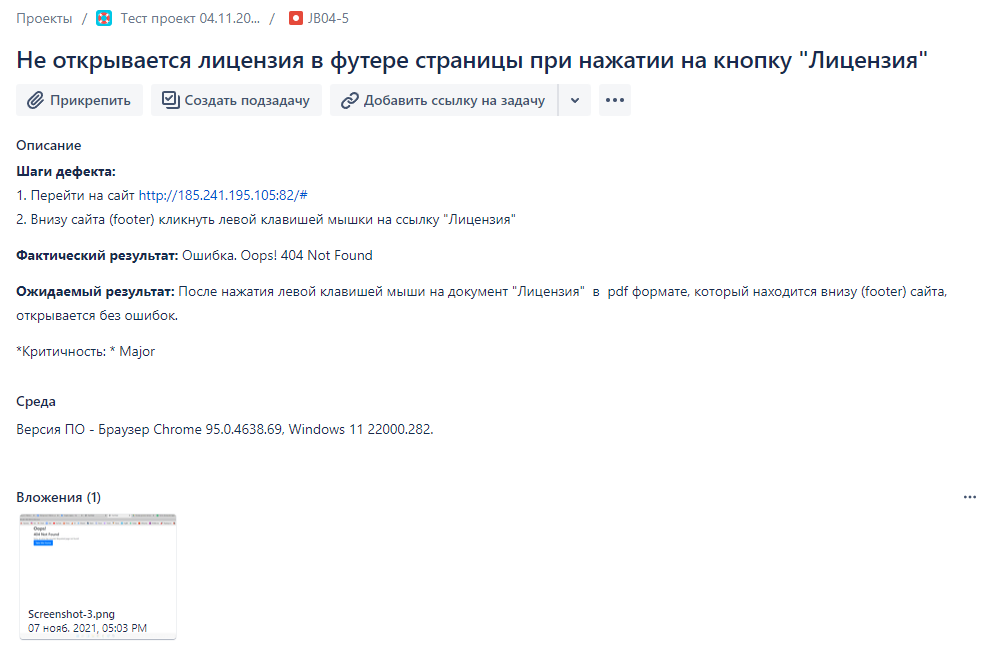 Проекты / Тест проект 04.11.20... / JB04-5
Не открывается лицензия в футере страницы при нажатии на кнопку "Лицензия"
Прикрепить Создать подзадачу Добавить ссылку на задачу
Описание
Шаги дефекта:
1. Перейти на сайт http://185.241.195.105:82/#
2. Внизу сайта (footer) кликнуть левой клавишей мышки на ссылку "Лицензия"
Фактический результат: Ошибка. Oops! 404 Not Found
Ожидаемый результат: После нажатия левой клавишей мыши на документ "Лицензия"  в  pdf формате, который находится внизу (footer) сайта,
открывается без ошибок.
*Критичность: * Major
Среда
Версия ПО - Браузер Chrome 95.0.4638.69, Windows 11 22000.282.
Вложения (1)
Oops!
404 Not Found
Screenshot-3.png
07 нояб. 2021, 05:03 PM